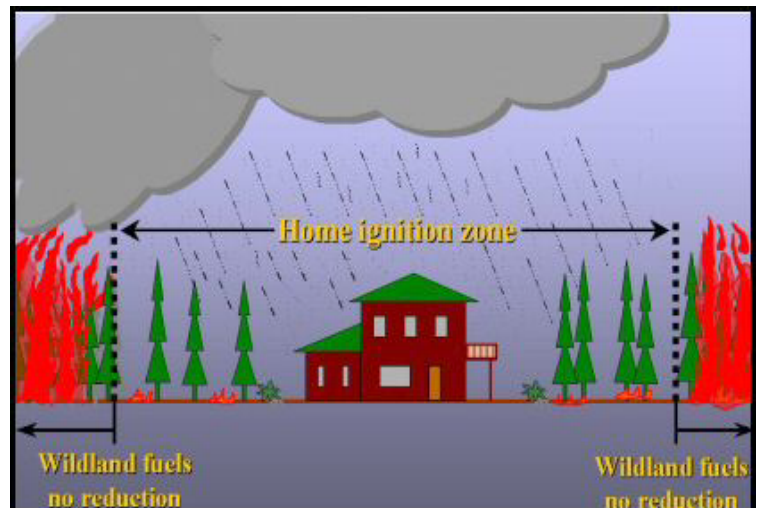 Home ignition zone
Wildland fuels
no reduction
Wildland fuels
no reduction